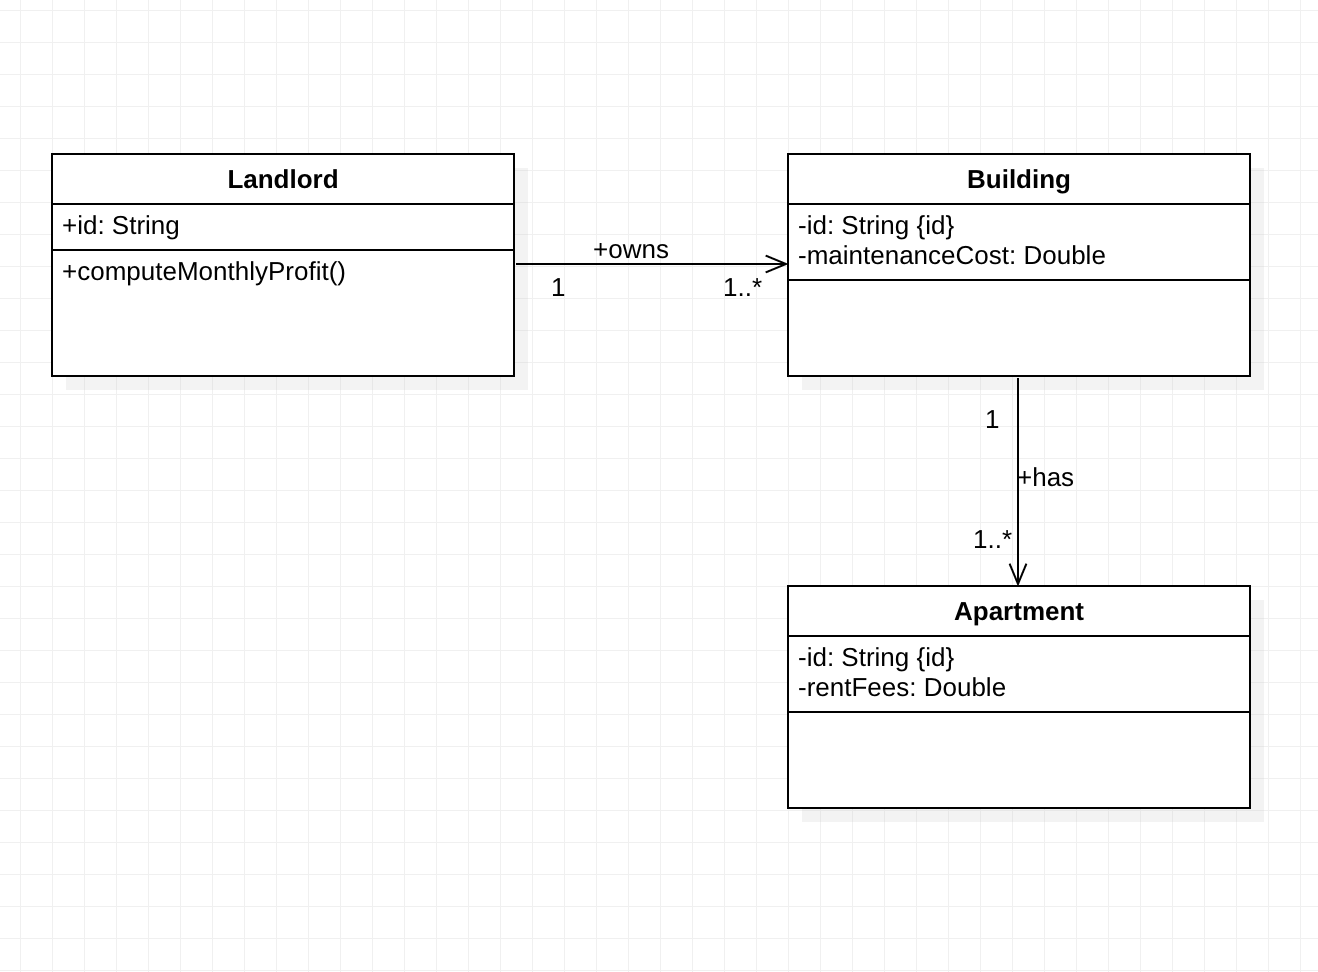 Landlord
+id: String
+computeMonthlyProfit()
+owns
1
1..*
Building
-id: String {id}
-maintenanceCost: Double
1
+has
1..*
Apartment
-id: String {id}
-rentFees: Double